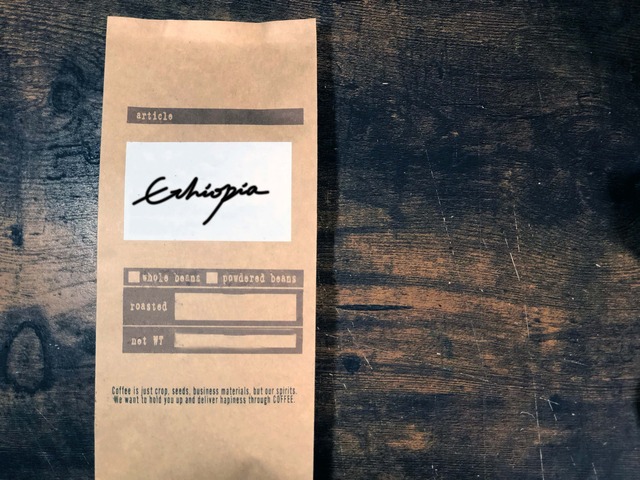 article
Ethiopia
whole beans powdered beans
roasted
net WT
Coffee is just crop, seeds, business materials, but our spirits.
We want to hold you up and deliver hapiness through COFFEE.